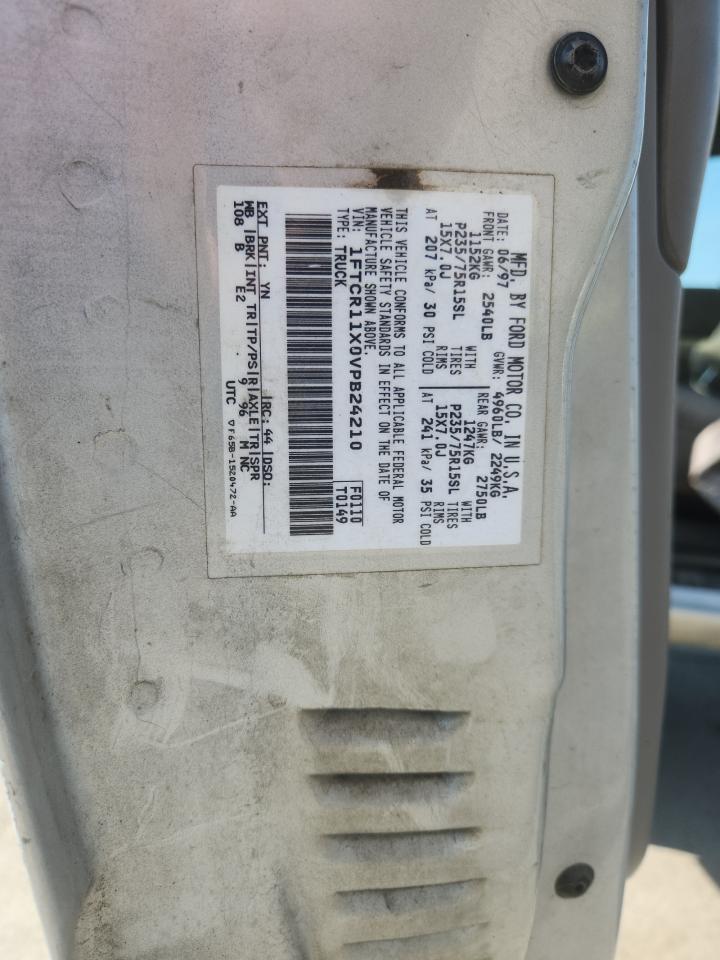 MFD. BY FORD MOTOR CO. IN U.S.A.
DATE: 06/97 GVWR: 4960LB/ 2249KG
FRONT GAWR: 2540LB REAR GAWR: 2750LB
1152KG WITH 1247KG WITH
P235/75R15SL TIRES P235/75R15SL TIRES
15X7.0J RIMS 15X7.0J RIMS
AT 207 kPa/ 30 PSI COLD AT 241 kPa/ 35 PSI COLD
THIS VEHICLE CONFORMS TO ALL APPLICABLE FEDERAL MOTOR
VEHICLE SAFETY STANDARDS IN EFFECT ON THE DATE OF
MANUFACTURE SHOWN ABOVE.
VIN: 1FTCR11X0VPB24210 F0110
TYPE: TRUCK T0149
EXT PNT: YN RC: 44 DSO:
WB BRK INT TR TP/PS R AXLE TR SPR
108 B E2 9 96 M NC
UTC ▽F65B-1520472-AA